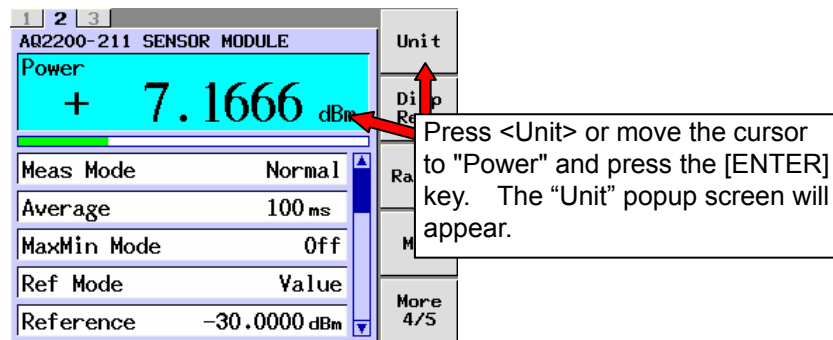 1 2 3
AQ2200-211 SENSOR MODULE
Power
+ 7.1666 dBm
Meas Mode Normal
Average 100 ms
MaxMin Mode Off
Ref Mode Value
Reference -30.0000 dBm
Unit
More
4/5
Press <Unit> or move the cursor
to "Power" and press the [ENTER]
key. The “Unit” popup screen will
appear.